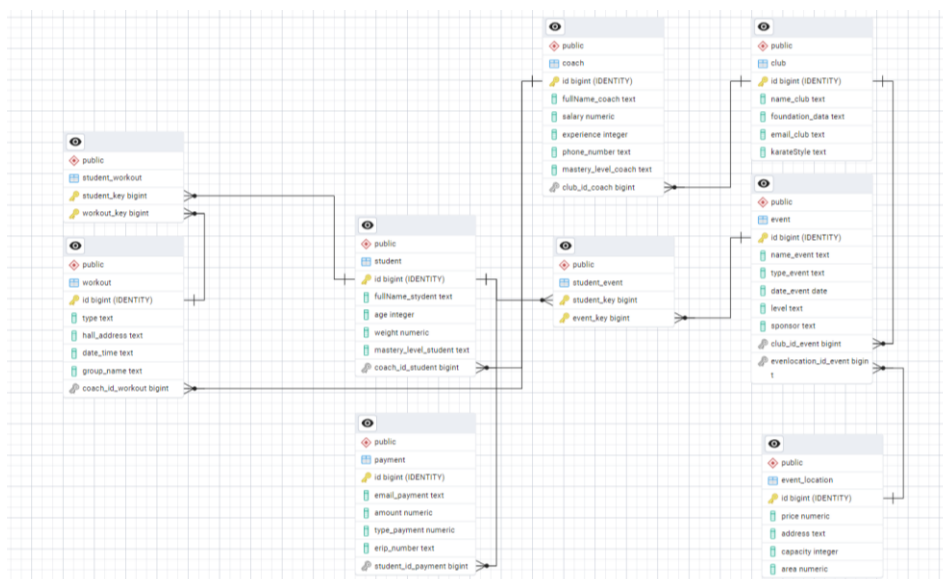 public
coach
id bigint (IDENTITY)
fullName_coach text
salary numeric
experience integer
phone_number text
mastery_level_coach text
club_id_coach bigint
public
club
id bigint (IDENTITY)
name_club text
foundation_data text
email_club text
karateStyle text
public
student_workout
student_key bigint
workout_key bigint
public
event
id bigint (IDENTITY)
name_event text
type_event text
date_event date
level text
sponsor text
club_id_event bigint
evenlocation_id_event bigin
t
public
student
id bigint (IDENTITY)
fullName_stydent text
age integer
weight numeric
mastery_level_student text
coach_id_student bigint
public
workout
id bigint (IDENTITY)
type text
hall_address text
date_time text
group_name text
coach_id_workout bigint
public
student_event
student_key bigint
event_key bigint
public
payment
id bigint (IDENTITY)
email_payment text
amount numeric
type_payment numeric
erip_number text
student_id_payment bigint
public
event_location
id bigint (IDENTITY)
price numeric
address text
capacity integer
area numeric